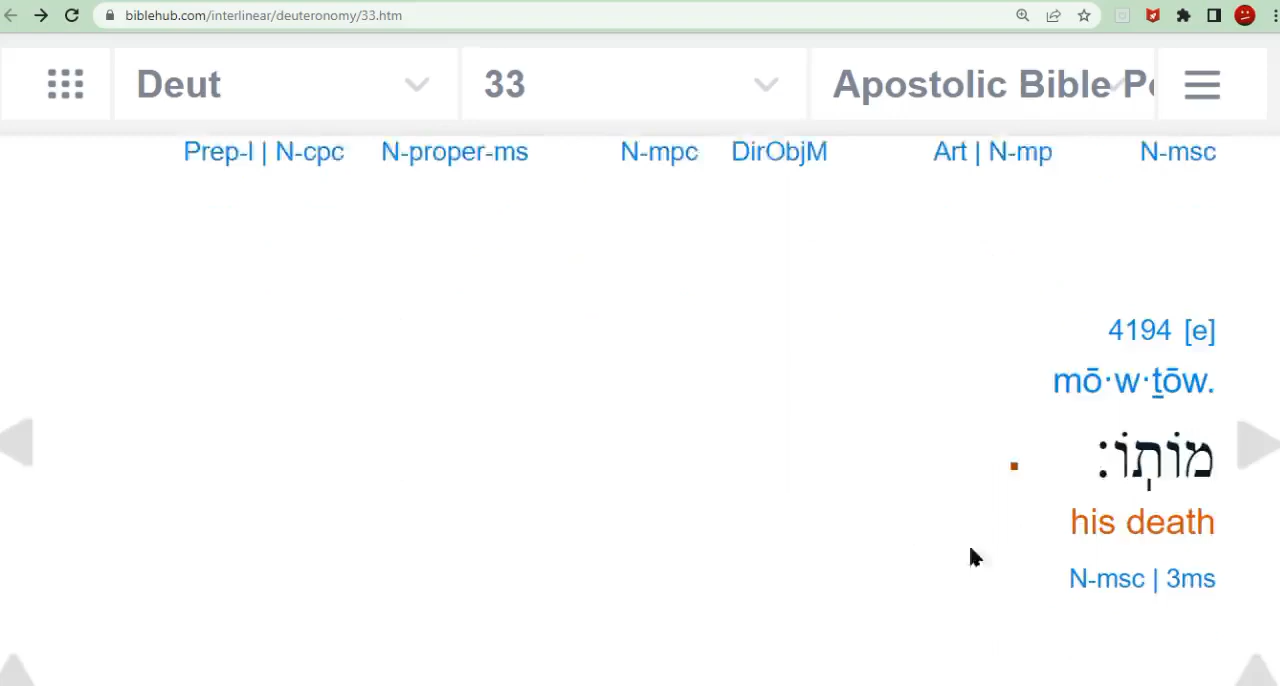 biblehub.com/interlinear/deuteronomy/33.htm
Deut 33 Apostolic Bible Po
Prep-l | N-cpc N-proper-ms N-mpc DirObjM Art | N-mp N-msc
4194 [e]
mō·w·ṯōw.
מוֹתֽוֹ׃ .
his death
N-msc | 3ms